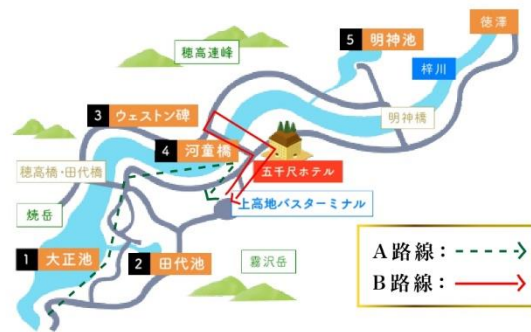 徳澤
5 明神池
穂高連峰
梓川
3 ウェストン碑
明神橋
4 河童橋
穂高橋・田代橋
五千尺ホテル
上高地バスターミナル
焼岳
1 大正池
2 田代池
霞沢岳
A路線：
B路線：